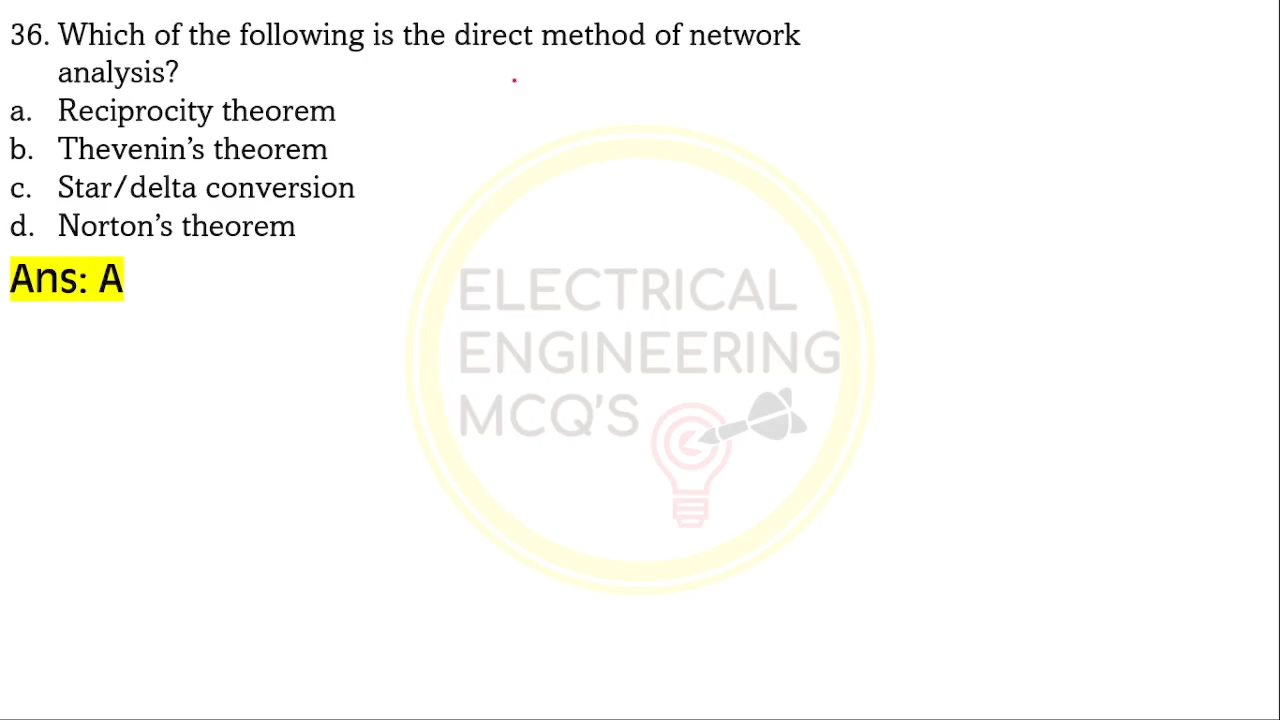 36. Which of the following is the direct method of network
analysis?
a. Reciprocity theorem
b. Thevenin’s theorem
c. Star/delta conversion
d. Norton’s theorem
Ans: A
ELECTRICAL
ENGINEERING
MCQ'S